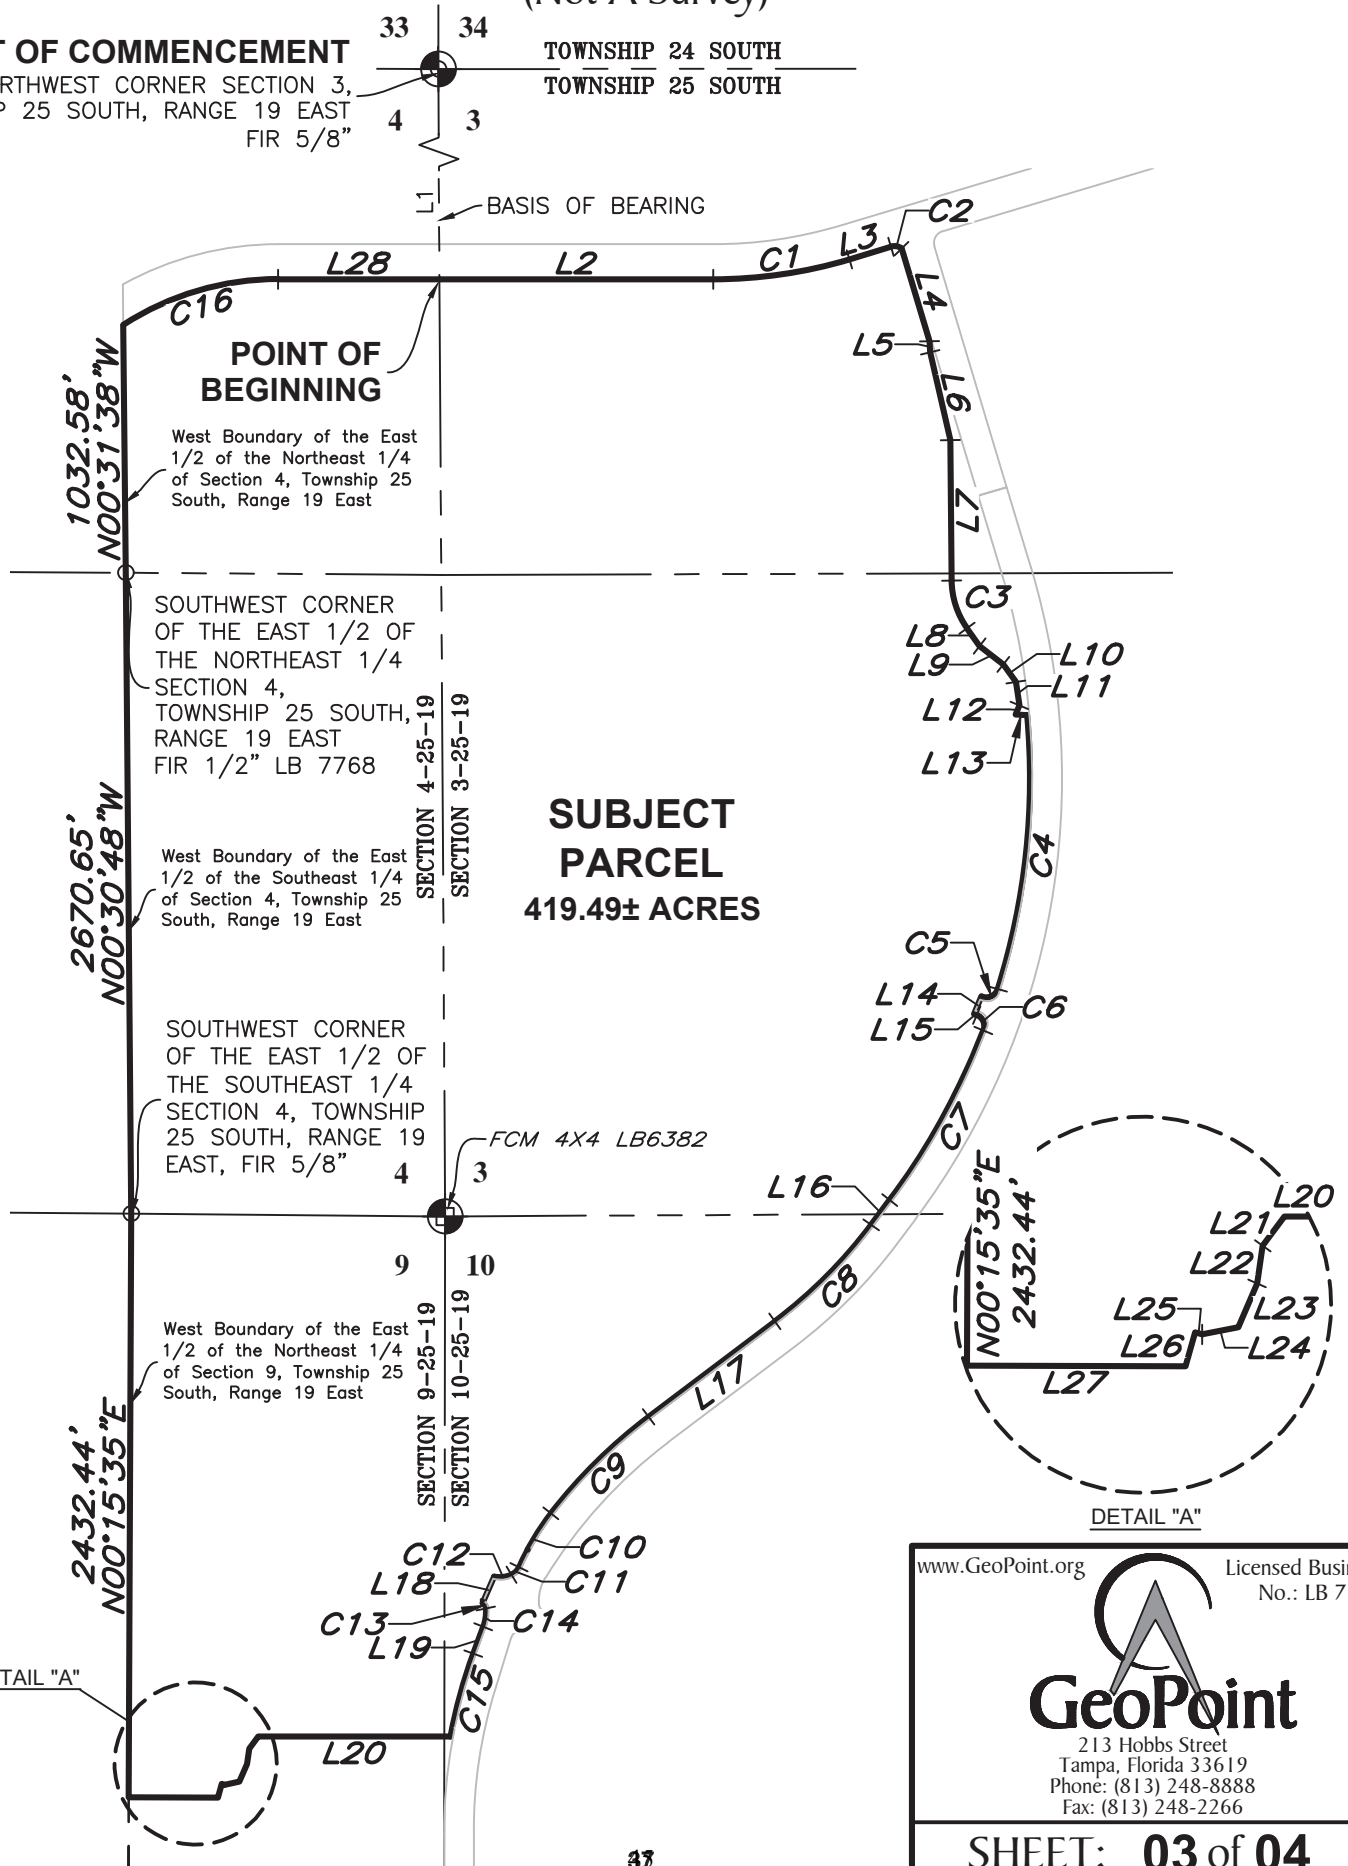 (Not A Survey)
33 34
T OF COMMENCEMENT
RTHWEST CORNER SECTION 3,
P 25 SOUTH, RANGE 19 EAST
FIR 5/8"
TOWNSHIP 24 SOUTH
TOWNSHIP 25 SOUTH
4 3
L1
BASIS OF BEARING
C2
L3
C1
L2
L28
C16
L4
L5
L6
L7
POINT OF
BEGINNING
1032.58'
N00°31'38"W
West Boundary of the East
1/2 of the Northeast 1/4
of Section 4, Township 25
South, Range 19 East
SOUTHWEST CORNER
OF THE EAST 1/2 OF
THE NORTHEAST 1/4
SECTION 4,
TOWNSHIP 25 SOUTH,
RANGE 19 EAST
FIR 1/2" LB 7768
C3
L8
L9
L10
L11
L12
L13
SECTION 4-25-19
SECTION 3-25-19
SUBJECT
PARCEL
419.49± ACRES
2670.65'
N00°30'48"W
West Boundary of the East
1/2 of the Southeast 1/4
of Section 4, Township 25
South, Range 19 East
C4
C5
L14
L15
C6
C7
SOUTHWEST CORNER
OF THE EAST 1/2 OF
THE SOUTHEAST 1/4
SECTION 4, TOWNSHIP
25 SOUTH, RANGE 19
EAST, FIR 5/8"
FCM 4X4 LB6382
4 3
9 10
L16
C8
L17
C9
SECTION 9-25-19
SECTION 10-25-19
West Boundary of the East
1/2 of the Northeast 1/4
of Section 9, Township 25
South, Range 19 East
2432.44'
N00°15'35"E
C10
C11
C12
L18
C13
C14
L19
C15
L20
TAIL "A"
N00°15'35"E
2432.44'
L20
L21
L22
L23
L24
L25
L26
L27
DETAIL "A"
www.GeoPoint.org
Licensed Busi
No.: LB 7
GeoPoint
213 Hobbs Street
Tampa, Florida 33619
Phone: (813) 248-8888
Fax: (813) 248-2266
SHEET: 03 of 04